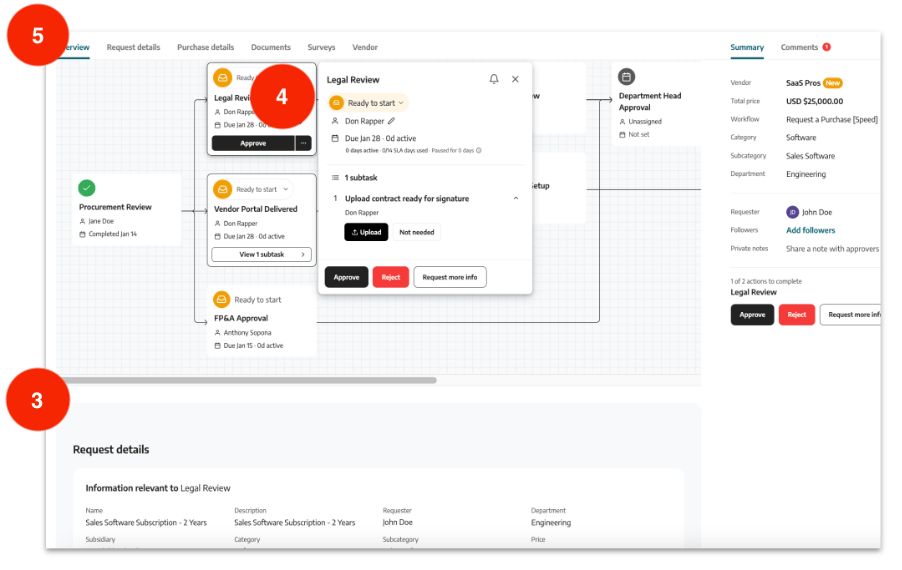 5
Overview Request details Purchase details Documents Surveys Vendor
Summary Comments 1
4
Ready
Legal Revi
Don Rapper
Due Jan 28 · 0d
Approve
Procurement Review
Jane Doe
Completed Jan 14
Ready to start
Vendor Portal Delivered
Don Rapper
Due Jan 28 · 0d active
View 1 subtask
Ready to start
FP&A Approval
Anthony Sopona
Due Jan 15 · 0d active
Legal Review
Ready to start
Don Rapper
Due Jan 28 · 0d active
0 days active · 0/14 SLA days used · Paused for 0 days
1 subtask
1 Upload contract ready for signature
Don Rapper
Upload Not needed
Approve Reject Request more info
ew
etup
Department Head
Approval
Unassigned
Not set
Vendor SaaS Pros New
Total price USD $25,000.00
Workflow Request a Purchase [Speed]
Category Software
Subcategory Sales Software
Department Engineering
Requester JD John Doe
Followers Add followers
Private notes Share a note with approvers
1 of 2 actions to complete
Legal Review
Approve Reject Request more inf
3
Request details
Information relevant to Legal Review
Name Description Requester Department
Sales Software Subscription - 2 Years Sales Software Subscription - 2 Years John Doe Engineering
Subsidiary Category Subcategory Price